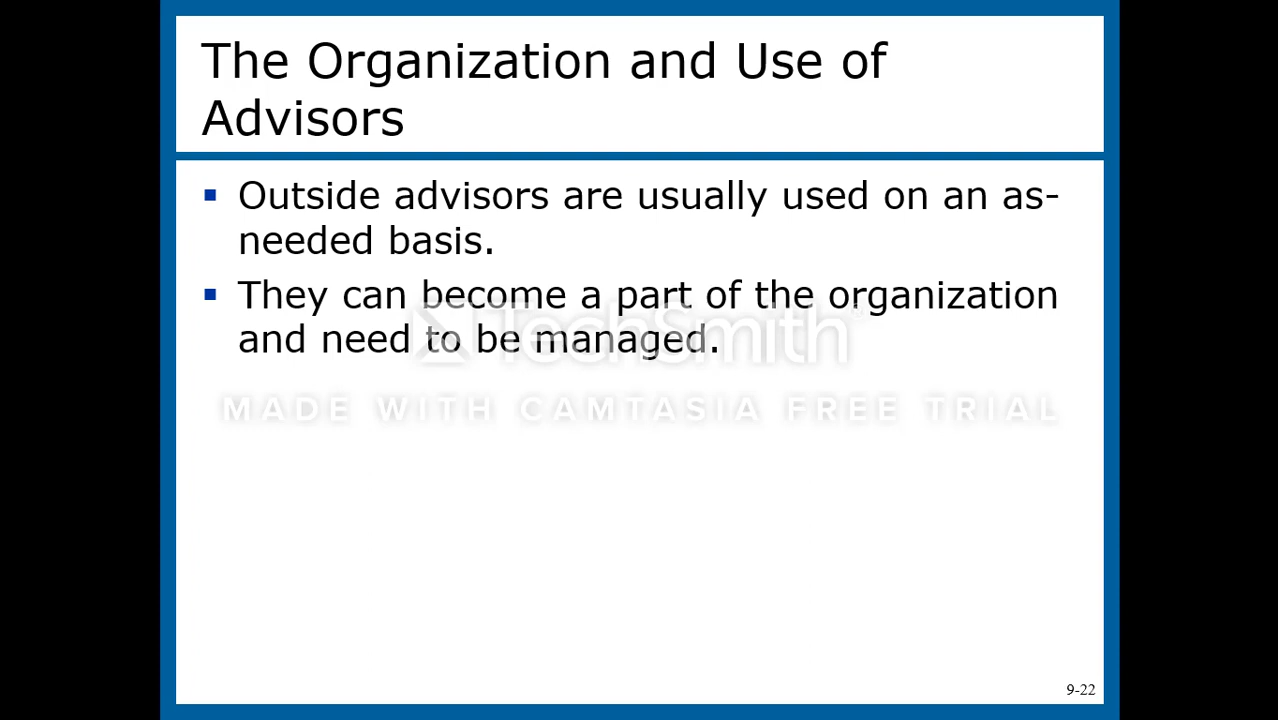 The Organization and Use of
Advisors
▪ Outside advisors are usually used on an as-
needed basis.
▪ They can become a part of the organization
and need to be managed.
TechSmith®
MADE WITH CAMTASIA FREE TRIAL
9-22